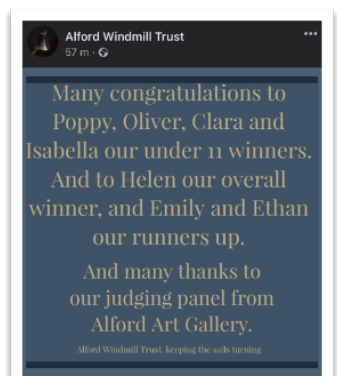 Alford Windmill Trust
57 m ·
Many congratulations to
Poppy, Oliver, Clara and
Isabella our under 11 winners.
And to Helen our overall
winner, and Emily and Ethan
our runners up.
And many thanks to
our judging panel from
Alford Art Gallery.
Alford Windmill Trust, keeping the sails turning